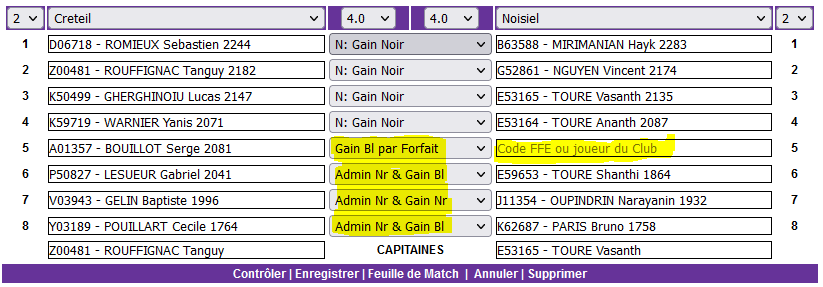 2 Creteil 4.0 4.0 Noisiel 2
1 D06718 - ROMIEUX Sebastien 2244 N: Gain Noir B63588 - MIRIMANIAN Hayk 2283 1
2 Z00481 - ROUFFIGNAC Tanguy 2182 N: Gain Noir G52861 - NGUYEN Vincent 2174 2
3 K50499 - GHERGHINOIU Lucas 2147 N: Gain Noir E53165 - TOURE Vasanth 2135 3
4 K59719 - WARNIER Yanis 2071 N: Gain Noir E53164 - TOURE Ananth 2087 4
5 A01357 - BOUILLOT Serge 2081 Gain Bl par Forfait Code FFE ou joueur du Club 5
6 P50827 - LESUEUR Gabriel 2041 Admin Nr & Gain Bl E59653 - TOURE Shanthi 1864 6
7 V03943 - GELIN Baptiste 1996 Admin Nr & Gain Nr J11354 - OUPINDRIN Narayanin 1932 7
8 Y03189 - POUILLART Cecile 1764 Admin Nr & Gain Bl K62687 - PARIS Bruno 1758 8
Z00481 - ROUFFIGNAC Tanguy CAPITAINES E53165 - TOURE Vasanth
Contrôler | Enregistrer | Feuille de Match | Annuler | Supprimer